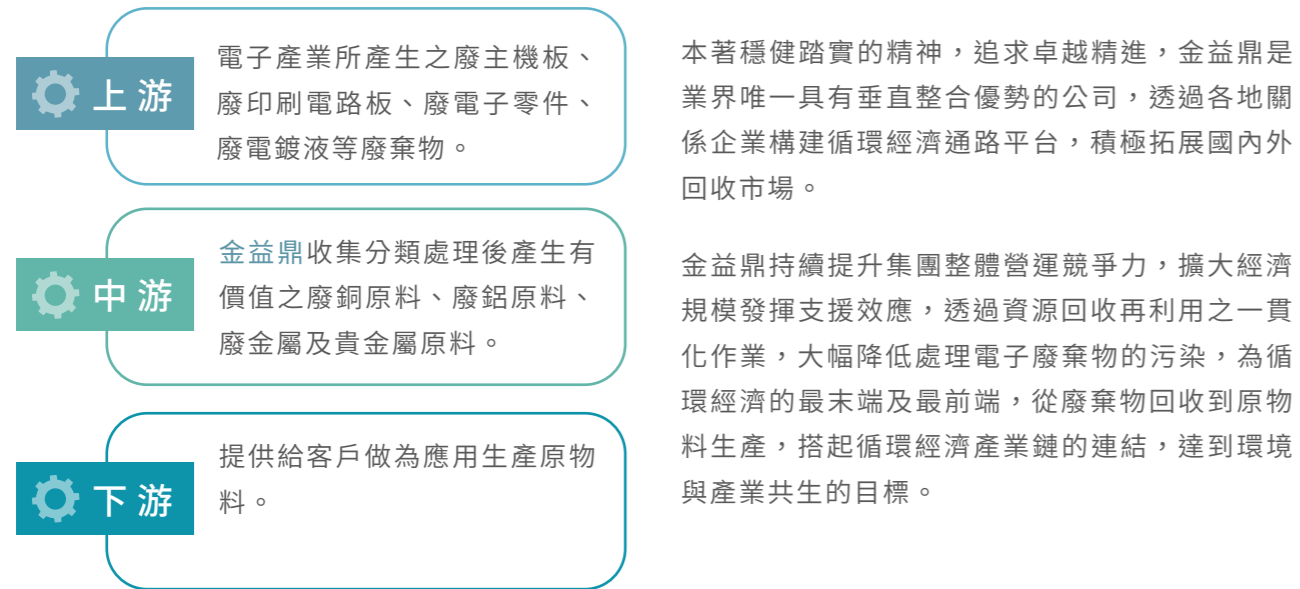 上游
電子產業所產生之廢主機板、
廢印刷電路板、廢電子零件、
廢電鍍液等廢棄物。
中游
金益鼎收集分類處理後產生有
價值之廢銅原料、廢鋁原料、
廢金屬及貴金屬原料。
下游
提供給客戶做為應用生產原物
料。
本著穩健踏實的精神，追求卓越精進，金益鼎是
業界唯一具有垂直整合優勢的公司，透過各地關
係企業構建循環經濟通路平台，積極拓展國內外
回收市場。
金益鼎持續提升集團整體營運競爭力，擴大經濟
規模發揮支援效應，透過資源回收再利用之一貫
化作業，大幅降低處理電子廢棄物的污染，為循
環經濟的最末端及最前端，從廢棄物回收到原物
料生產，搭起循環經濟產業鏈的連結，達到環境
與產業共生的目標。